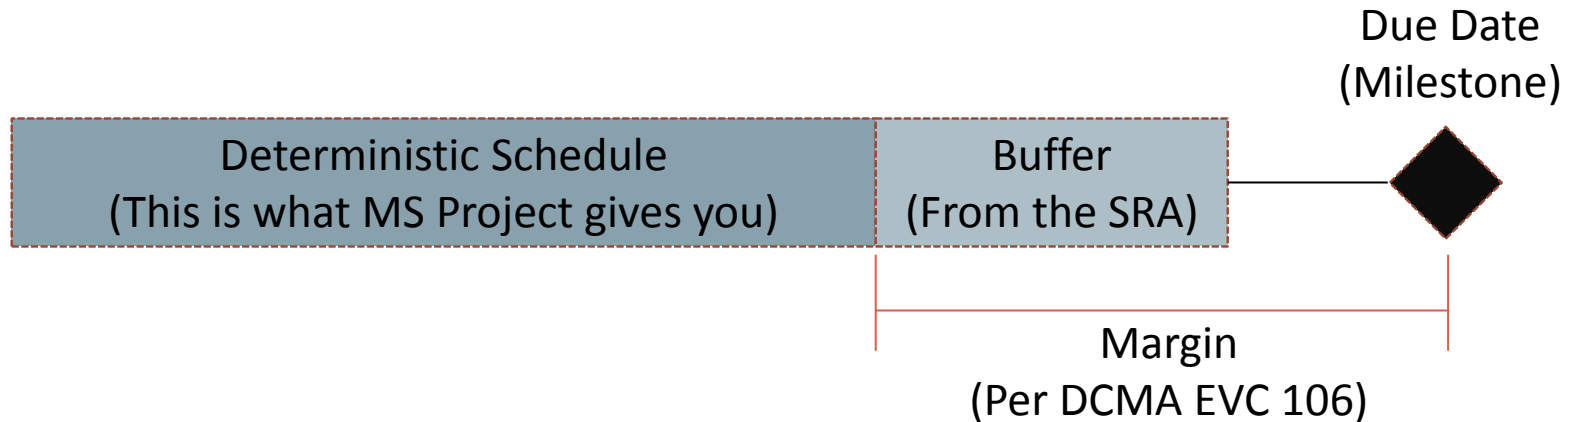 Due Date
(Milestone)
Deterministic Schedule
(This is what MS Project gives you)
Buffer
(From the SRA)
Margin
(Per DCMA EVC 106)